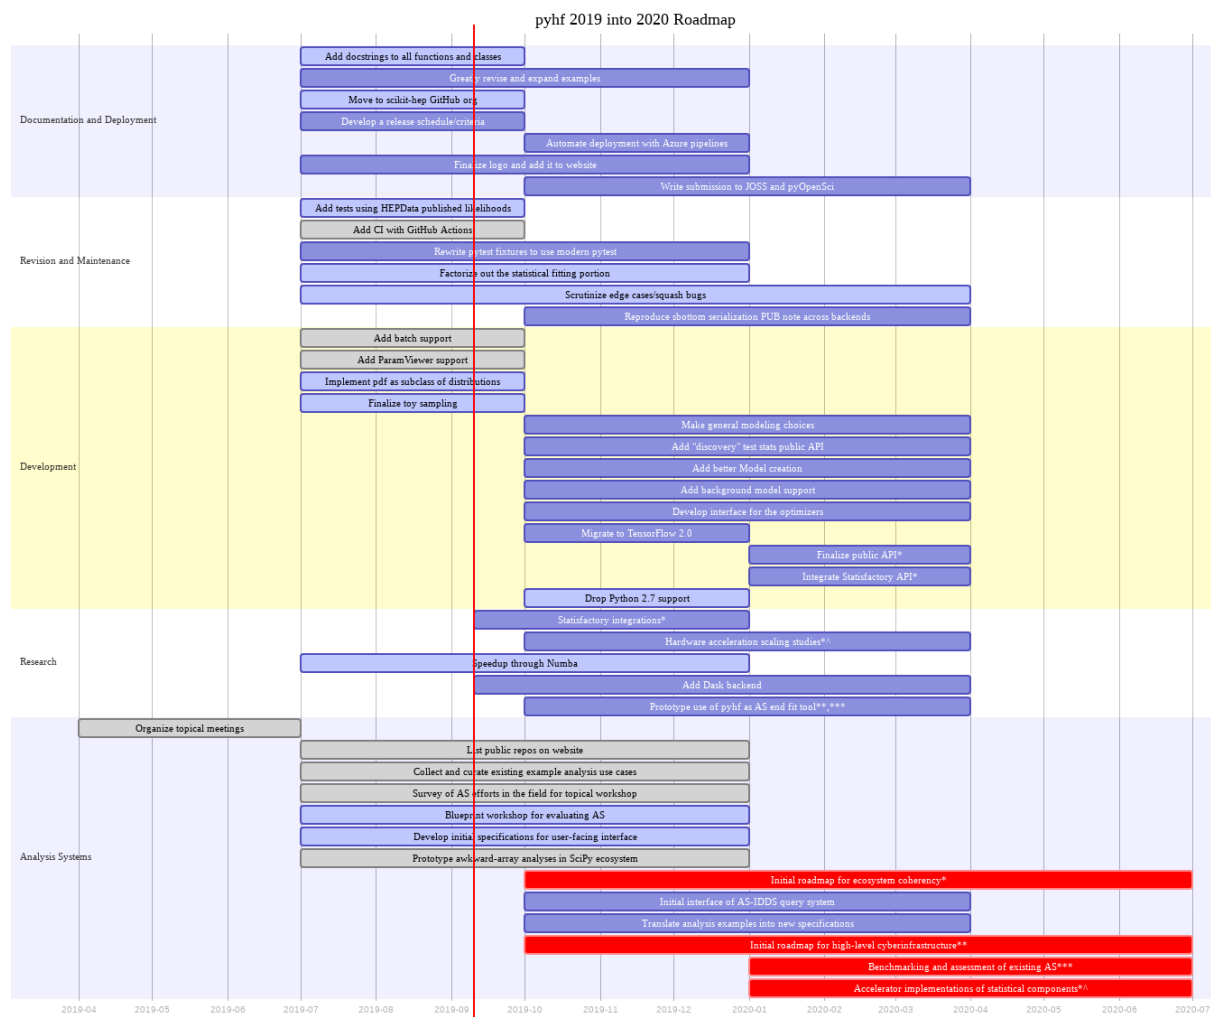 pyhf 2019 into 2020 Roadmap
Documentation and Deployment
Add docstrings to all functions and classes
Greatly revise and expand examples
Move to scikit-hep GitHub org
Develop a release schedule/criteria
Automate deployment with Azure pipelines
Finalize logo and add it to website
Write submission to JOSS and pyOpenSci
Revision and Maintenance
Add tests using HEPData published likelihoods
Add CI with GitHub Actions
Rewrite pytest fixtures to use modern pytest
Factorize out the statistical fitting portion
Scrutinize edge cases/squash bugs
Reproduce sbottom serialization PUB note across backends
Development
Add batch support
Add ParamViewer support
Implement pdf as subclass of distributions
Finalize toy sampling
Make general modeling choices
Add "discovery" test stats public API
Add better Model creation
Add background model support
Develop interface for the optimizers
Migrate to TensorFlow 2.0
Finalize public API*
Integrate Statisfactory API*
Drop Python 2.7 support
Research
Statisfactory integrations*
Hardware acceleration scaling studies*^
Speedup through Numba
Add Dask backend
Prototype use of pyhf as AS end fit tool**,***
Analysis Systems
Organize topical meetings
List public repos on website
Collect and curate existing example analysis use cases
Survey of AS efforts in the field for topical workshop
Blueprint workshop for evaluating AS
Develop initial specifications for user-facing interface
Prototype awkward-array analyses in SciPy ecosystem
Initial roadmap for ecosystem coherency*
Initial interface of AS-IDDS query system
Translate analysis examples into new specifications
Initial roadmap for high-level cyberinfrastructure**
Benchmarking and assessment of existing AS***
Accelerator implementations of statistical components*^
2019-04 2019-05 2019-06 2019-07 2019-08 2019-09 2019-10 2019-11 2019-12 2020-01 2020-02 2020-03 2020-04 2020-05 2020-06 2020-07